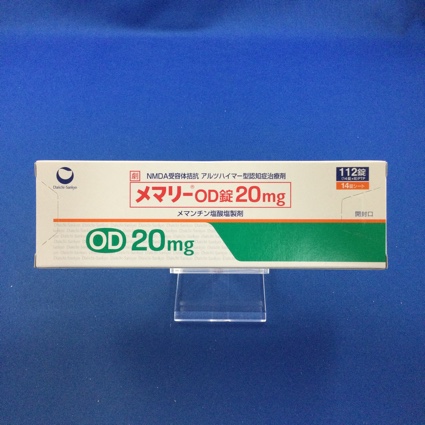 劇 NMDA受容体拮抗 アルツハイマー型認知症治療剤
メマリー®OD錠20mg
メマンチン塩酸塩製剤
112錠
14錠シート
開封口
Daiichi-Sankyo
OD 20mg